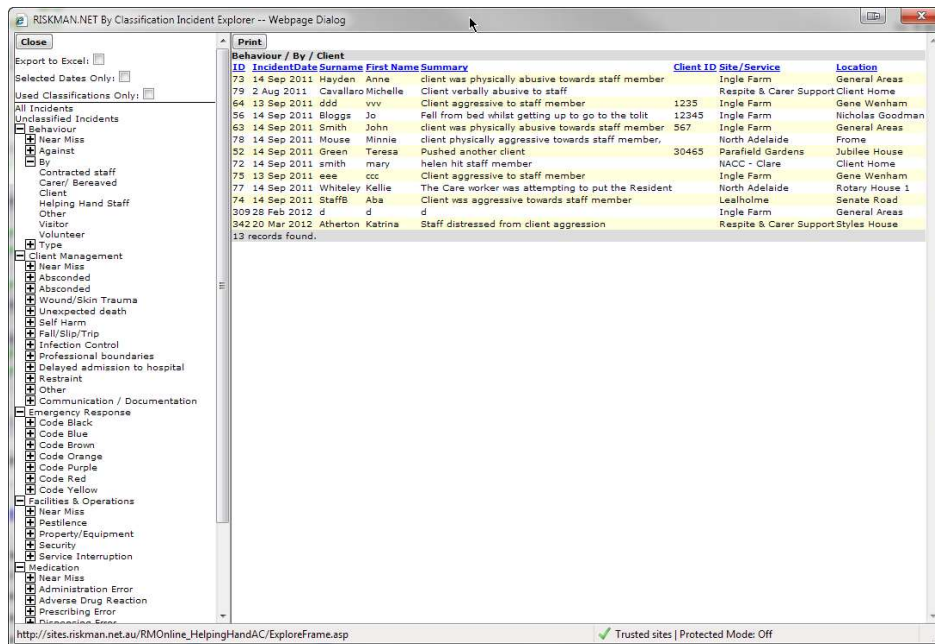 RISKMAN.NET By Classification Incident Explorer -- Webpage Dialog
Close
Export to Excel:
Selected Dates Only:
Used Classifications Only:
All Incidents
Unclassified Incidents
Behaviour
Near Miss
Against
By
Contracted staff
Carer/ Bereaved
Client
Helping Hand Staff
Other
Visitor
Volunteer
Type
Client Management
Near Miss
Absconded
Absconded
Wound/Skin Trauma
Unexpected death
Self Harm
Fall/Slip/Trip
Infection Control
Professional boundaries
Delayed admission to hospital
Restraint
Other
Communication / Documentation
Emergency Response
Code Black
Code Blue
Code Brown
Code Orange
Code Purple
Code Red
Code Yellow
Facilities & Operations
Near Miss
Pestilence
Property/Equipment
Security
Service Interruption
Medication
Near Miss
Administration Error
Adverse Drug Reaction
Prescribing Error
Dispensing Error
Print
Behaviour / By / Client
ID IncidentDate Surname First Name Summary Client ID Site/Service Location
73 14 Sep 2011 Hayden Anne client was physically abusive towards staff member Ingle Farm General Areas
79 2 Aug 2011 Cavallaro Michelle Client verbally abusive to staff Respite & Carer Support Client Home
64 13 Sep 2011 ddd vvv Client aggressive to staff member 1235 Ingle Farm Gene Wenham
56 14 Sep 2011 Bloggs Jo Fell from bed whilst getting up to go to the tolit 12345 Ingle Farm Nicholas Goodman
63 14 Sep 2011 Smith John client was physically abusive towards staff member 567 Ingle Farm General Areas
78 14 Sep 2011 Mouse Minnie client physically aggressive towards staff member, North Adelaide Frome
52 14 Sep 2011 Green Teresa Pushed another client 30465 Parafield Gardens Jubilee House
72 14 Sep 2011 smith mary helen hit staff member NACC - Clare Client Home
75 13 Sep 2011 eee ccc Client aggressive to staff member Ingle Farm Gene Wenham
77 14 Sep 2011 Whiteley Kellie The Care worker was attempting to put the Resident North Adelaide Rotary House 1
74 14 Sep 2011 StaffB Aba Client was aggressive towards staff member Lealholme Senate Road
309 28 Feb 2012 d d d Ingle Farm General Areas
342 20 Mar 2012 Atherton Katrina Staff distressed from client aggression Respite & Carer Support Styles House
13 records found.
http://sites.riskman.net.au/RMOnline_HelpingHandAC/ExploreFrame.asp
Trusted sites | Protected Mode: Off